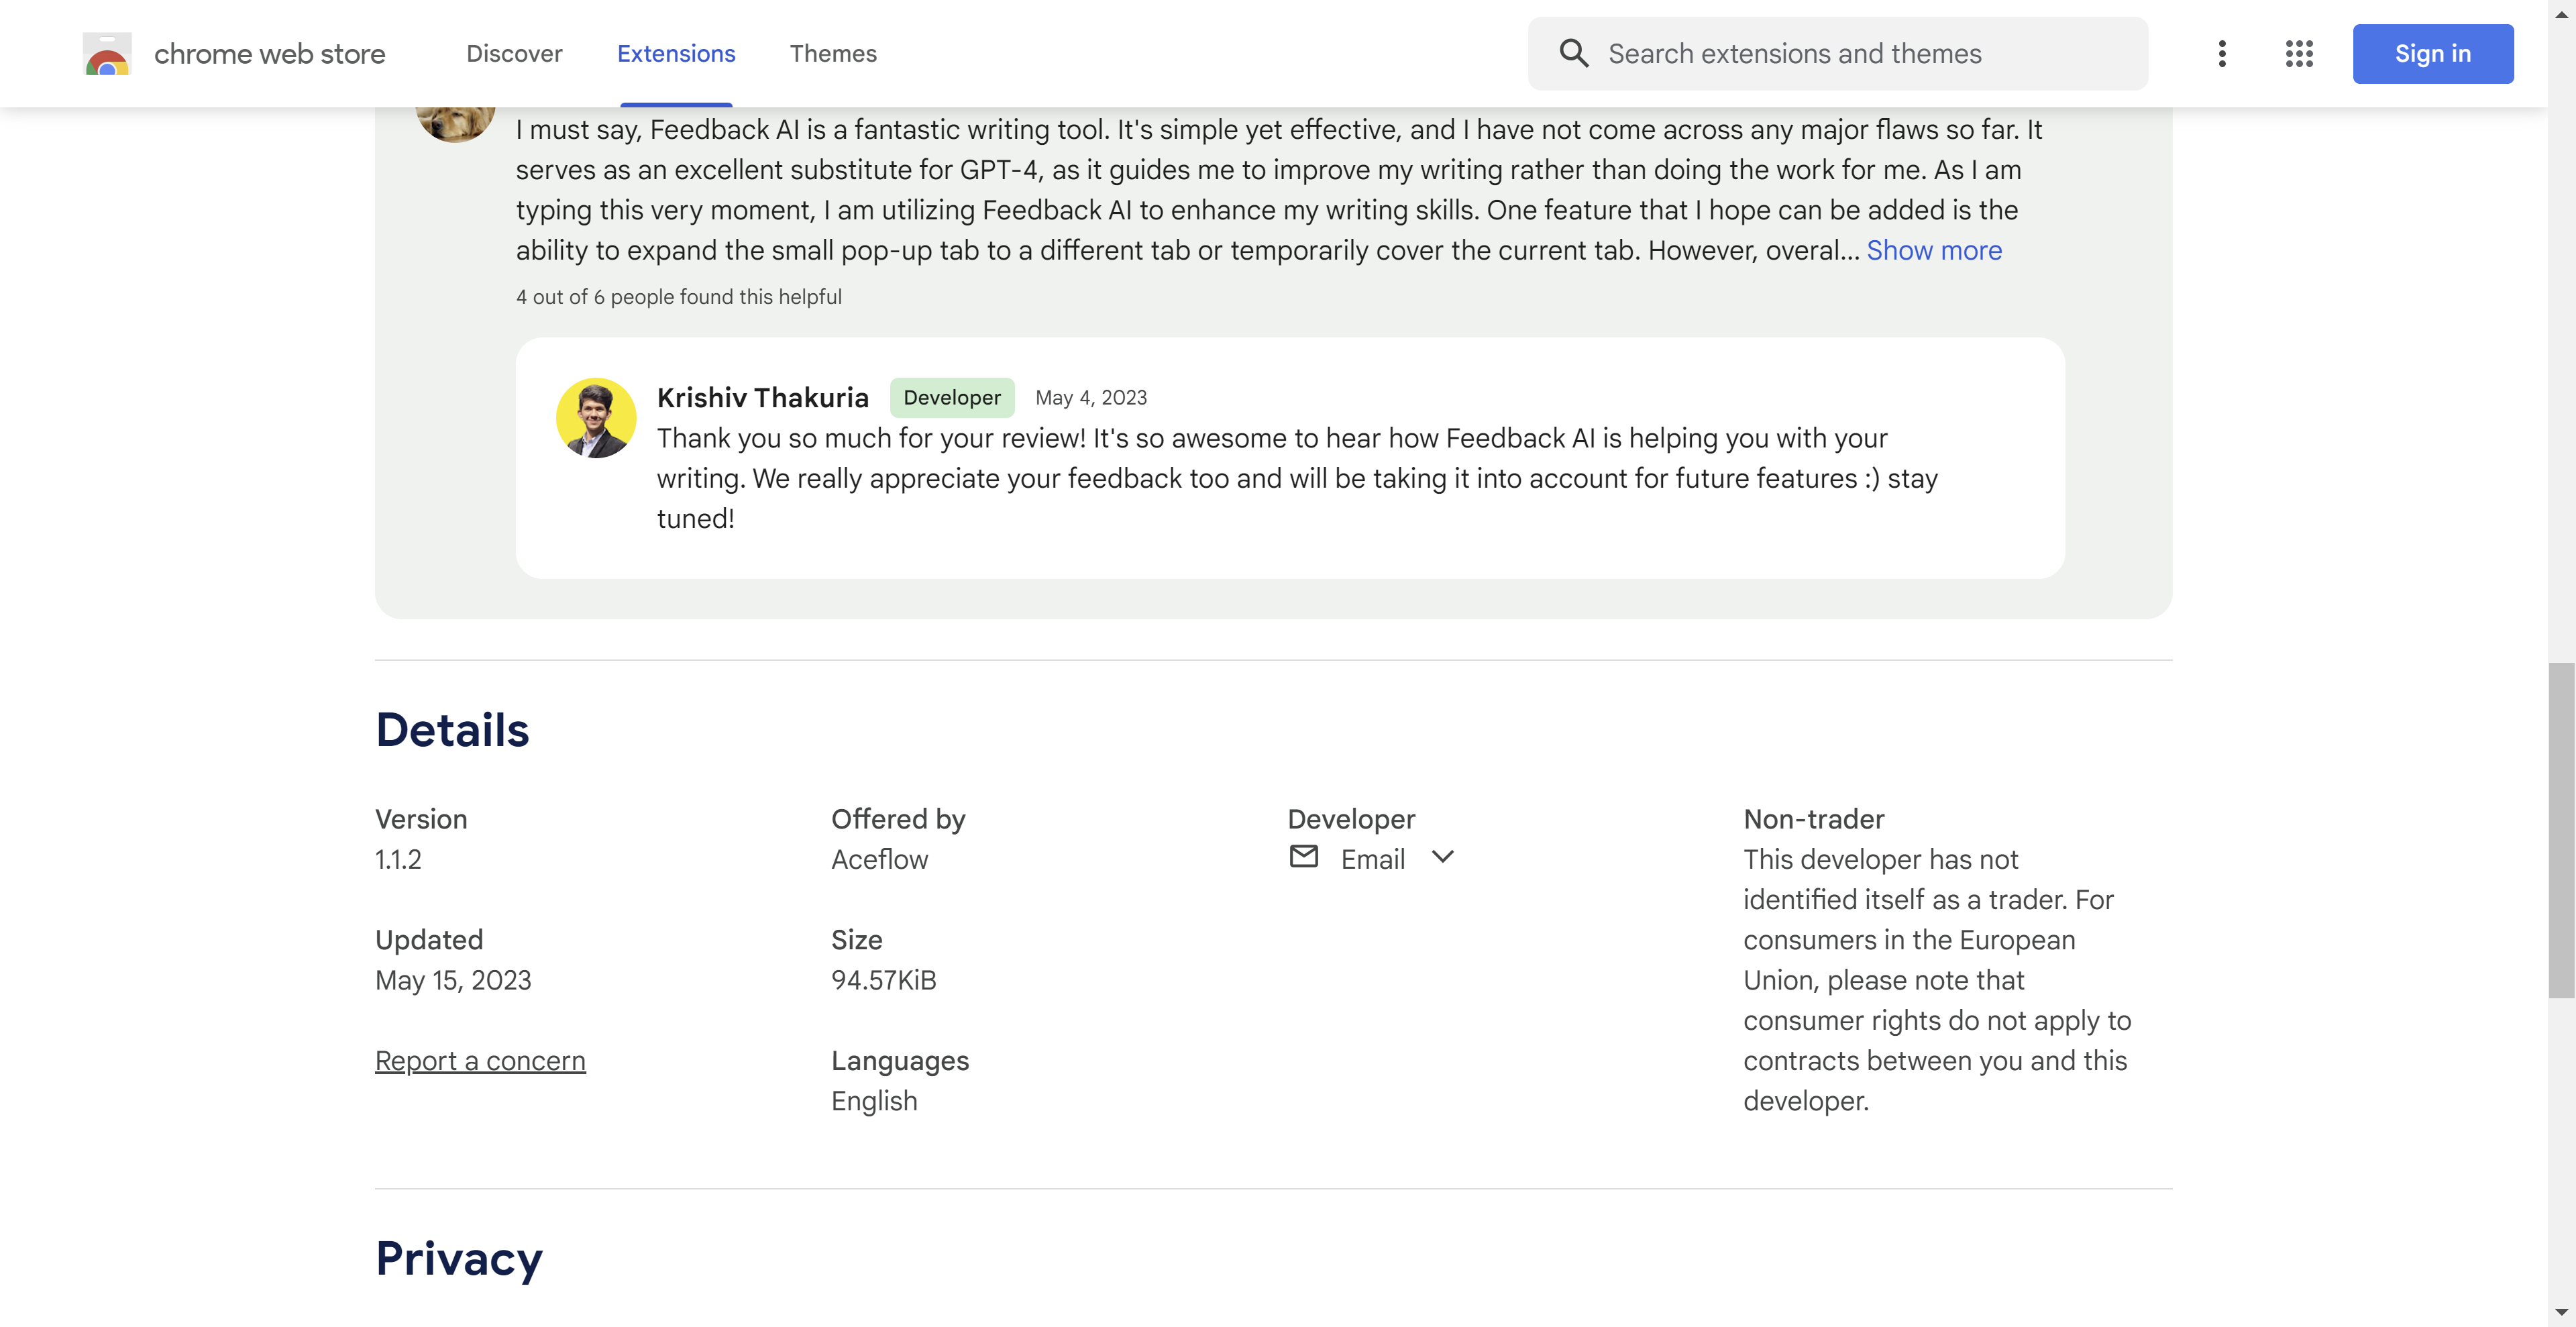 chrome web store
Discover
Extensions
Themes
Search extensions and themes
Sign in
I must say, Feedback AI is a fantastic writing tool. It's simple yet effective, and I have not come across any major flaws so far. It
serves as an excellent substitute for GPT-4, as it guides me to improve my writing rather than doing the work for me. As I am
typing this very moment, I am utilizing Feedback AI to enhance my writing skills. One feature that I hope can be added is the
ability to expand the small pop-up tab to a different tab or temporarily cover the current tab. However, overal... Show more
4 out of 6 people found this helpful
Krishiv Thakuria Developer May 4, 2023
Thank you so much for your review! It's so awesome to hear how Feedback AI is helping you with your
writing. We really appreciate your feedback too and will be taking it into account for future features :) stay
tuned!
Details
Version
1.1.2
Updated
May 15, 2023
Report a concern
Offered by
Aceflow
Size
94.57KiB
Languages
English
Developer
Email
Non-trader
This developer has not
identified itself as a trader. For
consumers in the European
Union, please note that
consumer rights do not apply to
contracts between you and this
developer.
Privacy